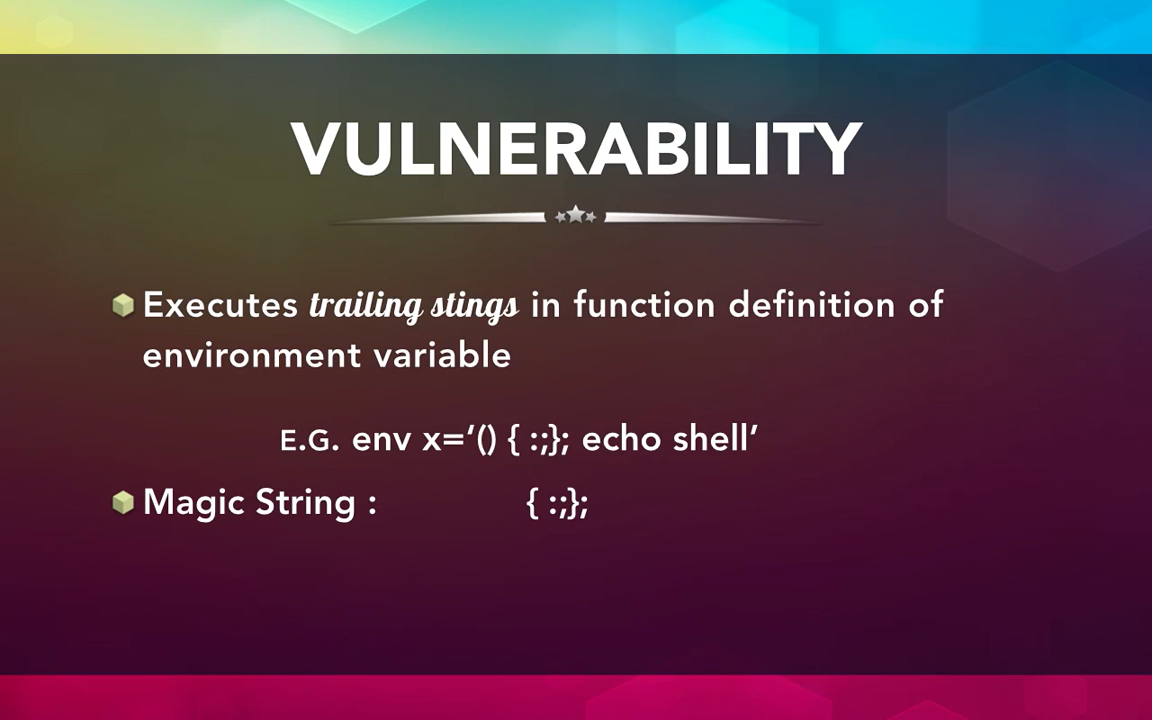 VULNERABILITY
Executes trailing stings in function definition of
environment variable
E.G. env x=‘() { :;}; echo shell’
Magic String : { :;};